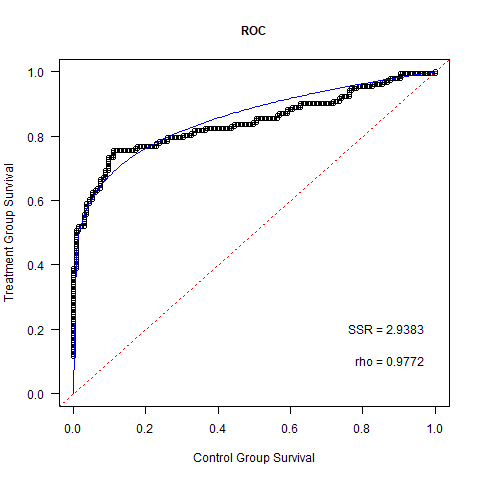 ROC
Treatment Group Survival
1.0
0.8
0.6
0.4
0.2
0.0
SSR = 2.9383
rho = 0.9772
0.0 0.2 0.4 0.6 0.8 1.0
Control Group Survival